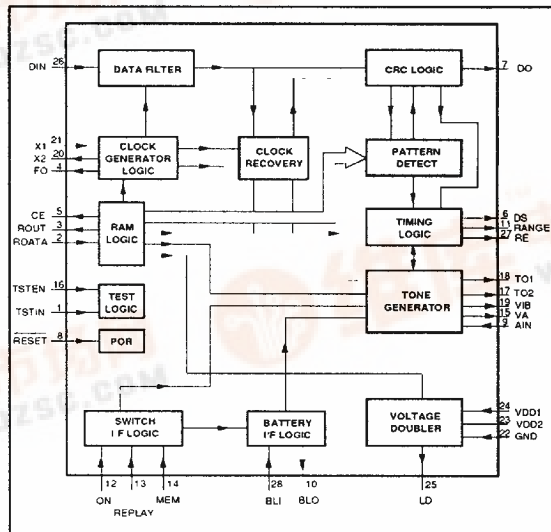 DIN 26
DATA FILTER
CRC LOGIC
7 DO
X1 21
X2 20
FO 4
CLOCK GENERATOR LOGIC
CLOCK RECOVERY
PATTERN DETECT
CE 5
ROUT 3
RDATA 2
RAM LOGIC
TIMING LOGIC
6 DS
11 RANGE
27 RE
TSTEN 16
TSTIN 1
TEST LOGIC
TONE GENERATOR
18 TO1
17 TO2
19 VIB
15 VA
9 AIN
RESET 8
POR
SWITCH I/F LOGIC
BATTERY I/F LOGIC
VOLTAGE DOUBLER
24 VDD1
23 VDD2
22 GND
12 13 14 28 10 25
ON REPLAY MEM BLI BLO LD
DZSC.COM